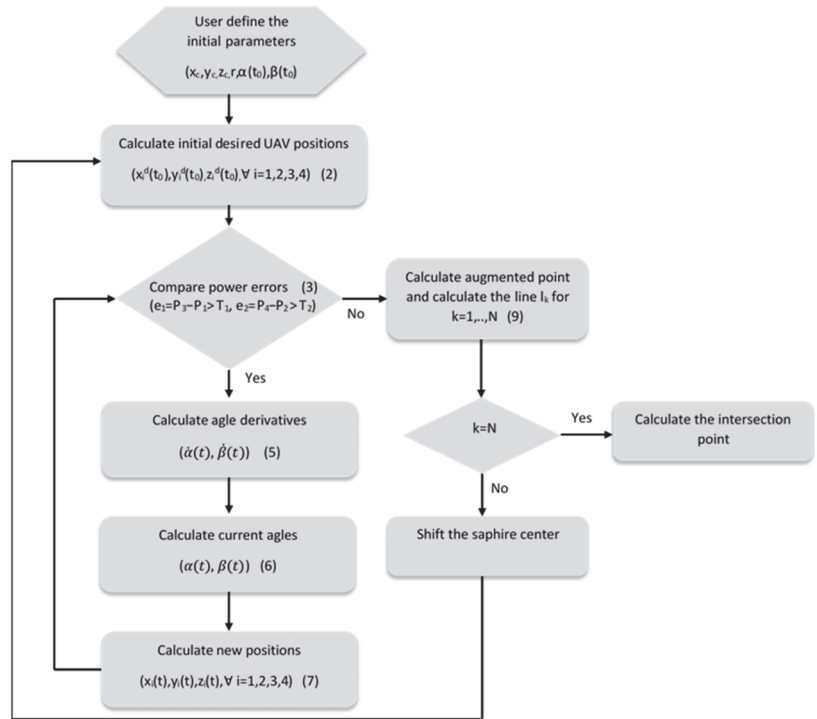 User define the
initial parameters
(x꜀,y꜀,z꜀,r,α(t₀),β(t₀)
Calculate initial desired UAV positions
(xᵢᵈ(t₀),yᵢᵈ(t₀),zᵢᵈ(t₀),∀ i=1,2,3,4) (2)
Compare power errors (3)
(e₁=P₃–P₁>T₁, e₂=P₄–P₂>T₂)
No
Yes
Calculate agle derivatives
(α̇(t), β̇(t)) (5)
Calculate current agles
(α(t), β(t)) (6)
Calculate new positions
(xᵢ(t),yᵢ(t),zᵢ(t),∀ i=1,2,3,4) (7)
Calculate augmented point
and calculate the line lₖ for
k=1,..,N (9)
k=N
Yes
Calculate the intersection
point
No
Shift the saphire center